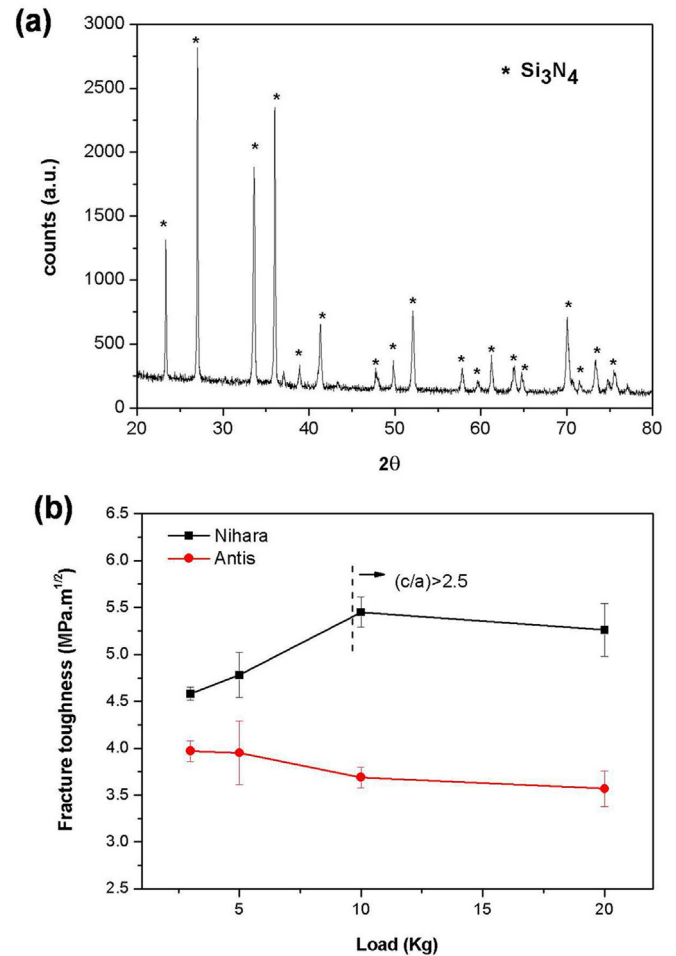 (a)
3000
2500
2000
1500
1000
500
0
counts (a.u.)
* Si₃N₄
* * * * * * * * * * * * * * * * * *
20 30 40 50 60 70 80
2θ
(b)
6.5
6.0
5.5
5.0
4.5
4.0
3.5
3.0
2.5
Fracture toughness (MPa.m^1/2)
Nihara
Antis
(c/a)>2.5
5 10 15 20
Load (Kg)